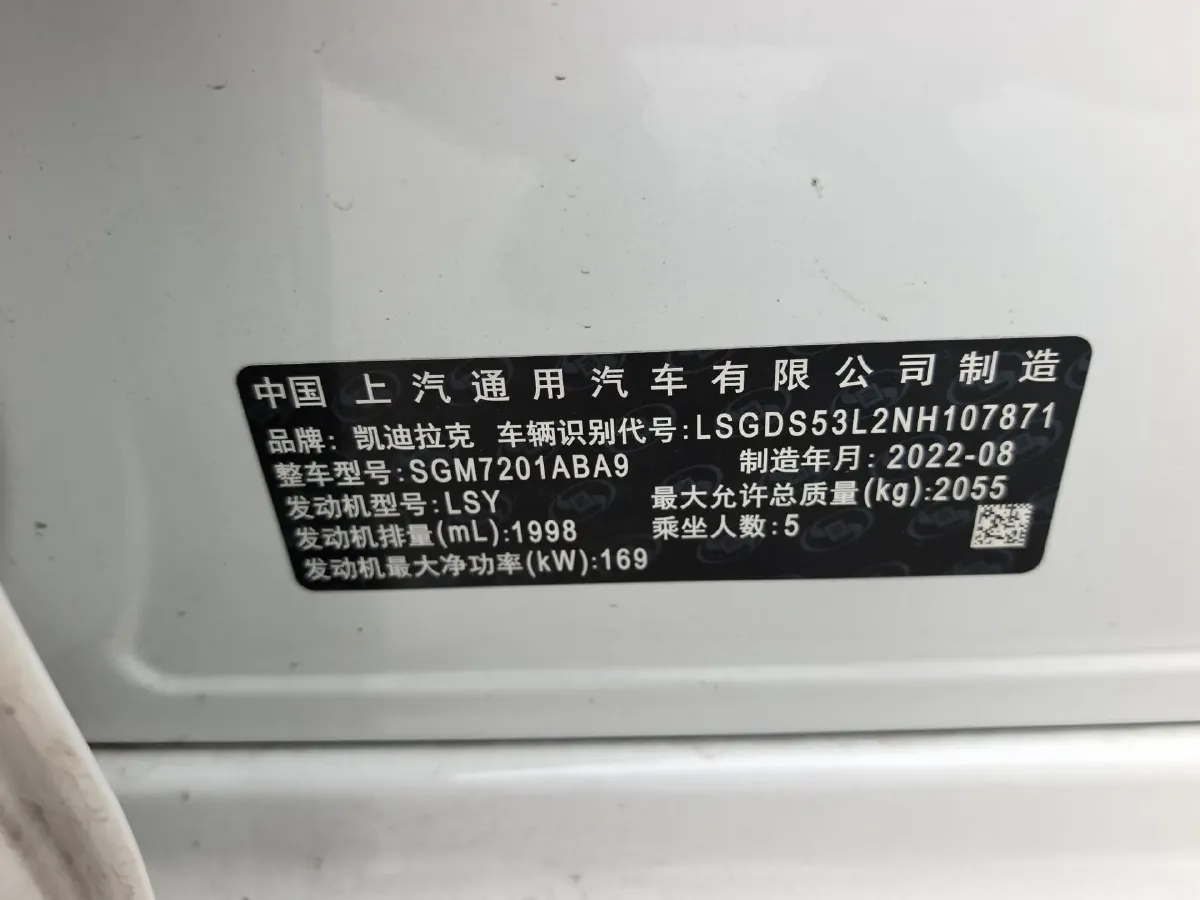 中国 上汽通用汽车有限公司制造
品牌: 凯迪拉克 车辆识别代号:LSGDS53L2NH107871
整车型号:SGM7201ABA9 制造年月: 2022-08
发动机型号:LSY 最大允许总质量(kg):2055
发动机排量(mL):1998 乘坐人数:5
发动机最大净功率(kW):169